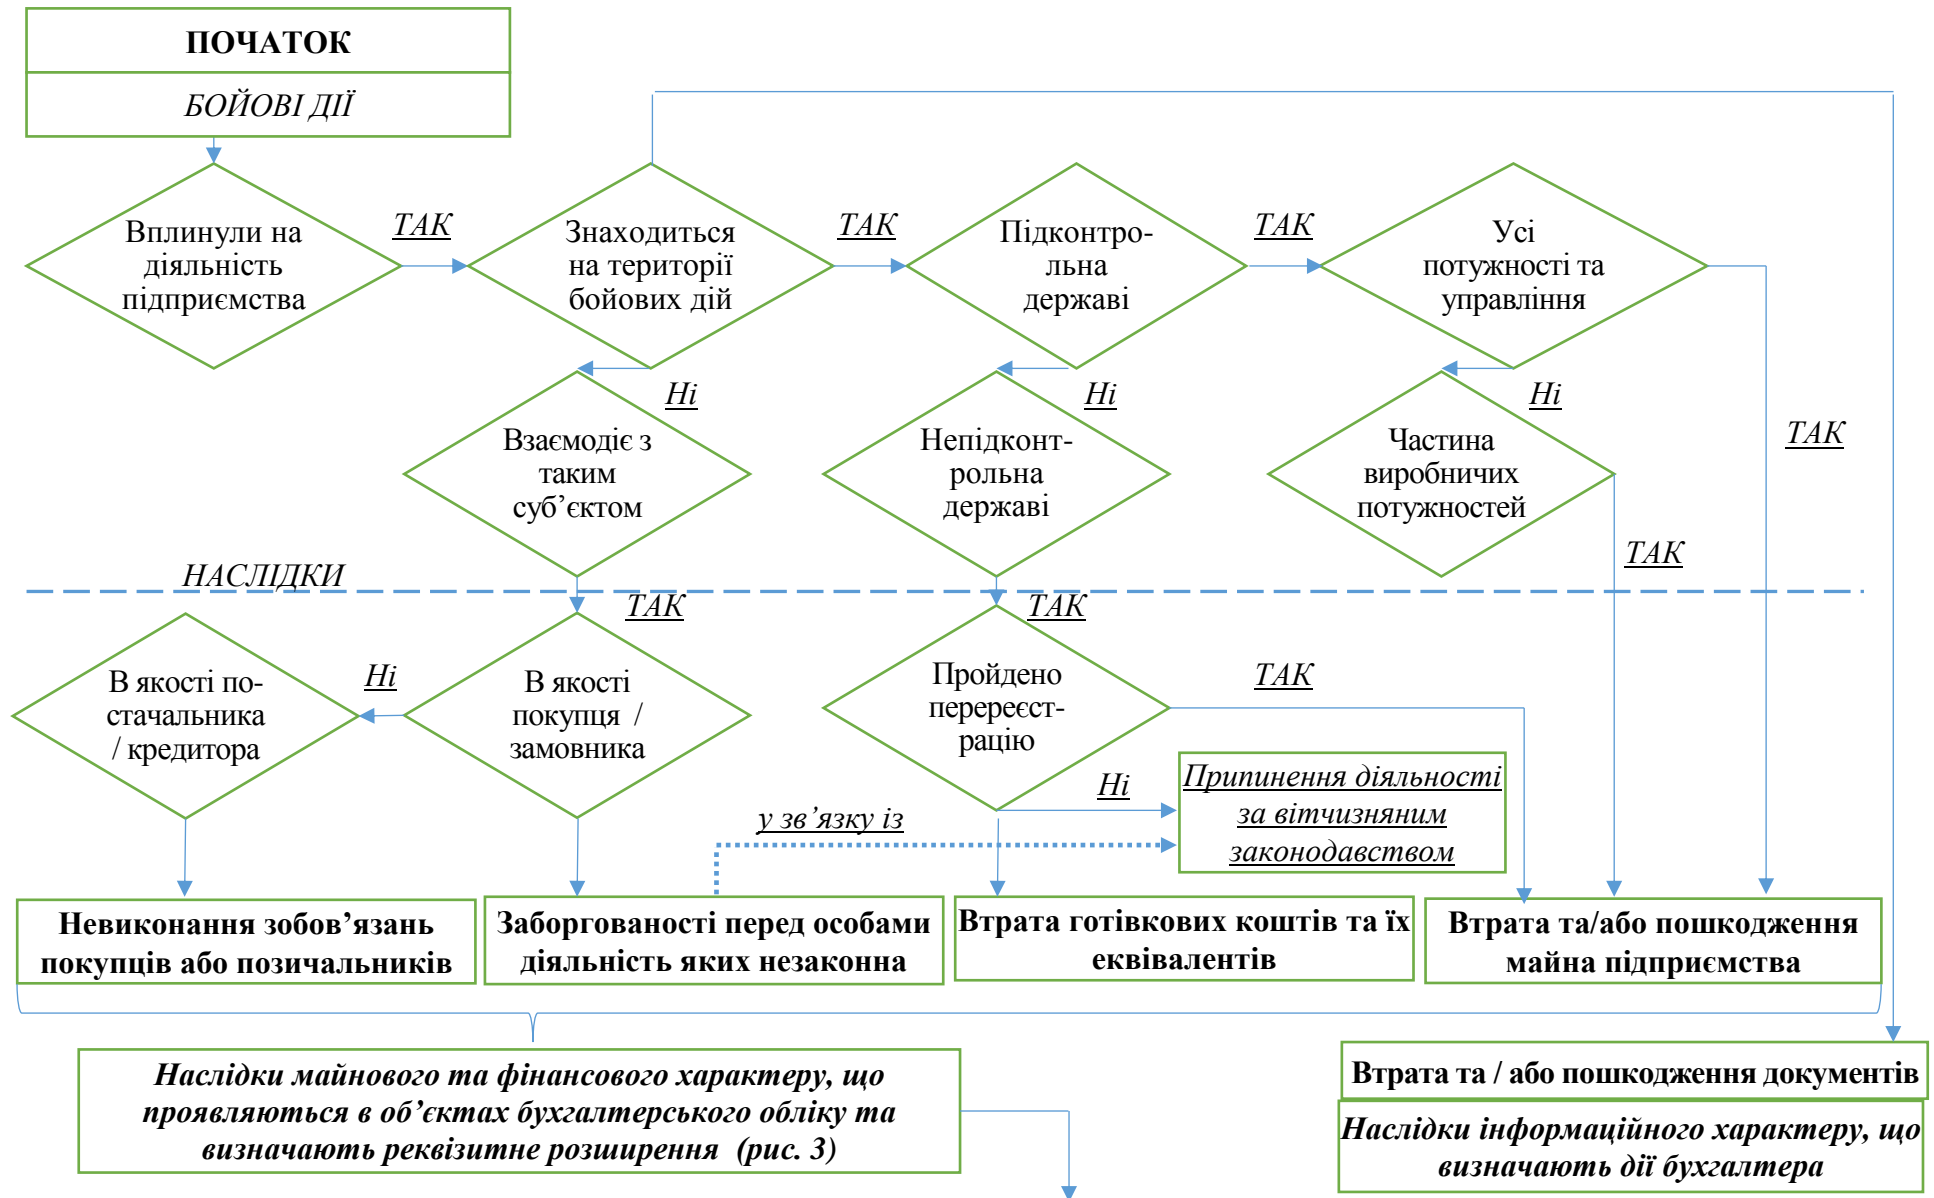 ПОЧАТОК
БОЙОВІ ДІЇ
Вплинули на
діяльність
підприємства
ТАК
Знаходиться
на території
бойових дій
ТАК
Підконтро-
льна
державі
ТАК
Усі
потужності та
управління
Ні
Ні
Ні
ТАК
Взаємодіє з
таким
суб’єктом
Непідконт-
рольна
державі
Частина
виробничих
потужностей
ТАК
НАСЛІДКИ
ТАК
ТАК
В якості по-
стачальника
/ кредитора
Ні
В якості
покупця /
замовника
Пройдено
перереєст-
рацію
ТАК
Ні
Припинення діяльності
за вітчизняним
законодавством
у зв’язку із
Невиконання зобов’язань
покупців або позичальників
Заборгованості перед особами
діяльність яких незаконна
Втрата готівкових коштів та їх
еквівалентів
Втрата та/або пошкодження
майна підприємства
Наслідки майнового та фінансового характеру, що
проявляються в об’єктах бухгалтерського обліку та
визначають реквізитне розширення (рис. 3)
Втрата та / або пошкодження документів
Наслідки інформаційного характеру, що
визначають дії бухгалтера